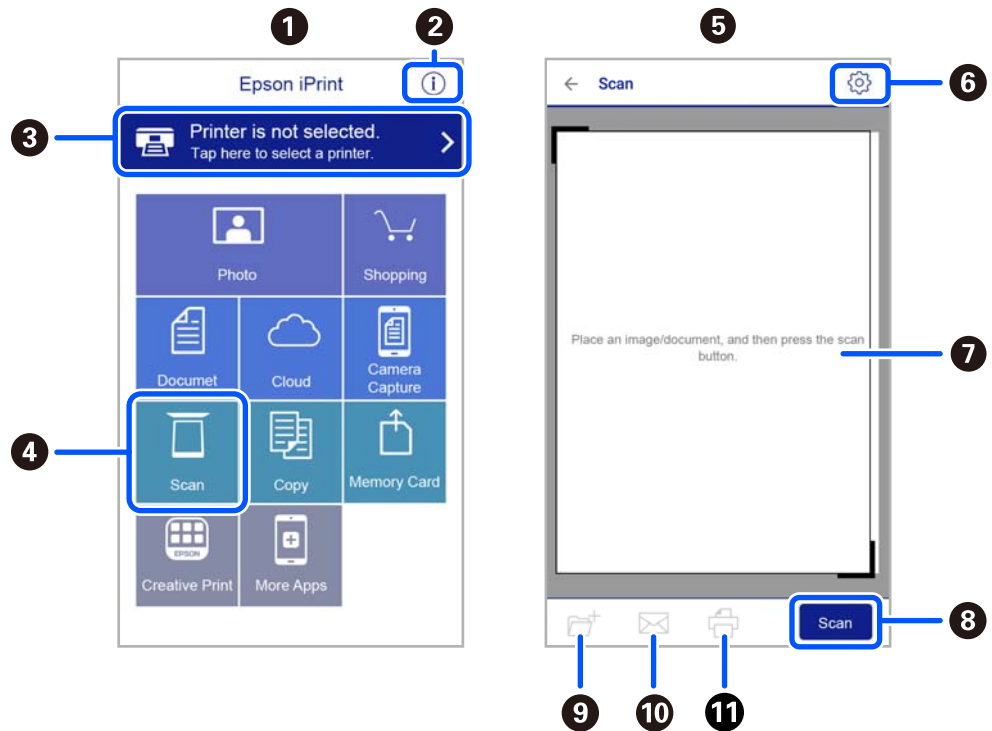 1
2
5
Epson iPrint
i
Scan
6
3
Printer is not selected.
Tap here to select a printer.
Photo
Shopping
Place an image/document, and then press the scan
button.
7
Documet
Cloud
Camera
Capture
4
Scan
Copy
Memory Card
EPSON
Creative Print
More Apps
Scan
8
9
10
11